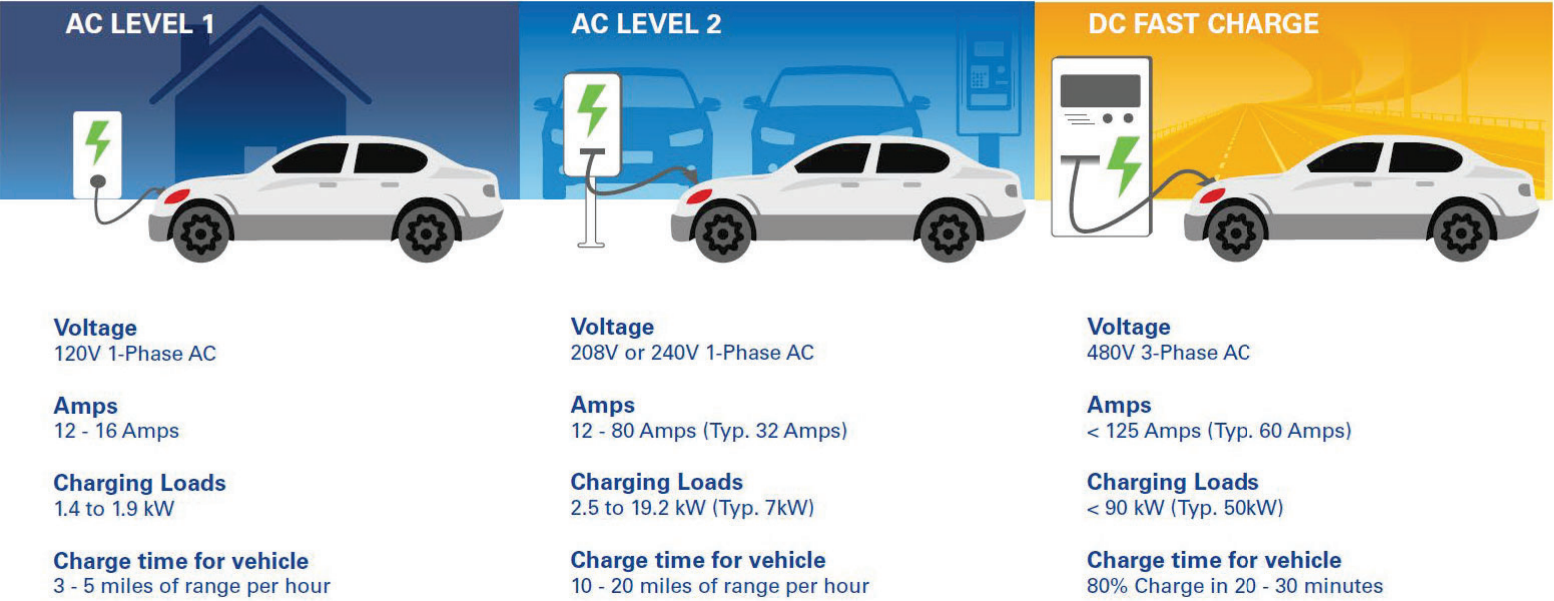 AC LEVEL 1
Voltage
120V 1-Phase AC
Amps
12 - 16 Amps
Charging Loads
1.4 to 1.9 kW
Charge time for vehicle
3 - 5 miles of range per hour
AC LEVEL 2
Voltage
208V or 240V 1-Phase AC
Amps
12 - 80 Amps (Typ. 32 Amps)
Charging Loads
2.5 to 19.2 kW (Typ. 7kW)
Charge time for vehicle
10 - 20 miles of range per hour
DC FAST CHARGE
Voltage
480V 3-Phase AC
Amps
< 125 Amps (Typ. 60 Amps)
Charging Loads
< 90 kW (Typ. 50kW)
Charge time for vehicle
80% Charge in 20 - 30 minutes